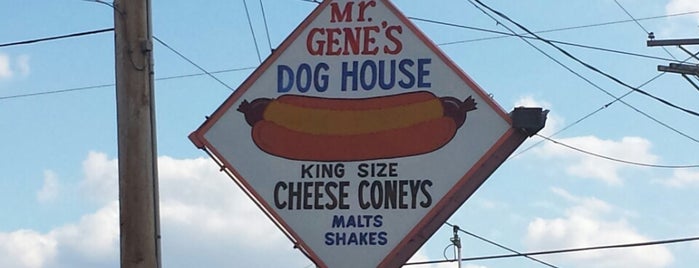 Mr.
GENE'S
DOG HOUSE
KING SIZE
CHEESE CONEYS
MALTS
SHAKES